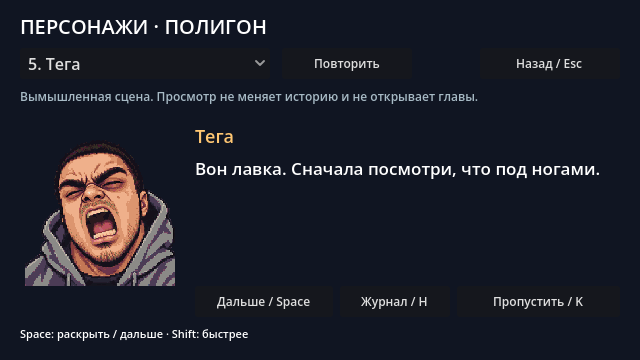 ПЕРСОНАЖИ · ПОЛИГОН
5. Тега
Повторить
Назад / Esc
Вымышленная сцена. Просмотр не меняет историю и не открывает главы.
Тега
Вон лавка. Сначала посмотри, что под ногами.
Дальше / Space
Журнал / H
Пропустить / K
Space: раскрыть / дальше · Shift: быстрее